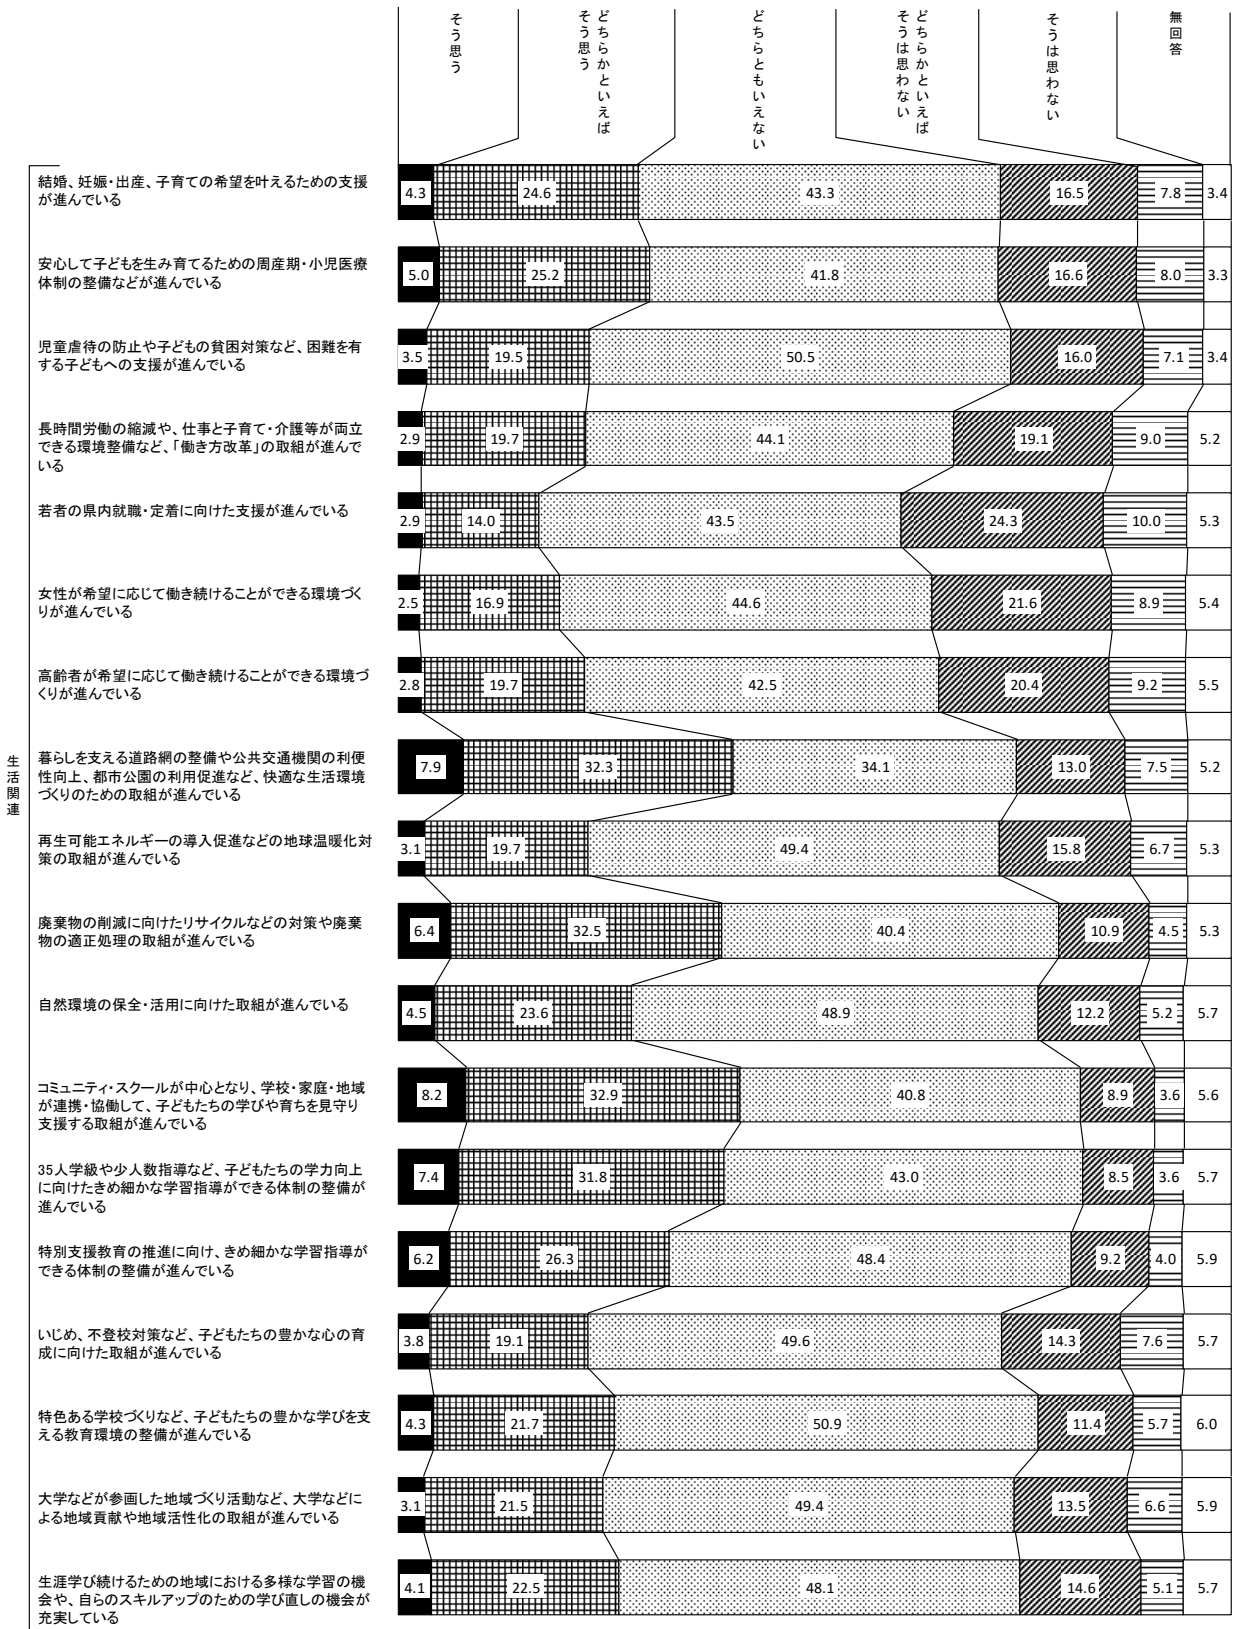 そう思う
どちらかといえば
そう思う
どちらともいえない
どちらかといえば
そうは思わない
そうは思わない
無回答
生活関連
結婚、妊娠・出産、子育ての希望を叶えるための支援
が進んでいる
4.3 24.6 43.3 16.5 7.8 3.4
安心して子どもを生み育てるための周産期・小児医療
体制の整備などが進んでいる
5.0 25.2 41.8 16.6 8.0 3.3
児童虐待の防止や子どもの貧困対策など、困難を有
する子どもへの支援が進んでいる
3.5 19.5 50.5 16.0 7.1 3.4
長時間労働の縮減や、仕事と子育て・介護等が両立
できる環境整備など、「働き方改革」の取組が進んで
いる
2.9 19.7 44.1 19.1 9.0 5.2
若者の県内就職・定着に向けた支援が進んでいる
2.9 14.0 43.5 24.3 10.0 5.3
女性が希望に応じて働き続けることができる環境づく
りが進んでいる
2.5 16.9 44.6 21.6 8.9 5.4
高齢者が希望に応じて働き続けることができる環境づ
くりが進んでいる
2.8 19.7 42.5 20.4 9.2 5.5
暮らしを支える道路網の整備や公共交通機関の利便
性向上、都市公園の利用促進など、快適な生活環境
づくりのための取組が進んでいる
7.9 32.3 34.1 13.0 7.5 5.2
再生可能エネルギーの導入促進などの地球温暖化対
策の取組が進んでいる
3.1 19.7 49.4 15.8 6.7 5.3
廃棄物の削減に向けたリサイクルなどの対策や廃棄
物の適正処理の取組が進んでいる
6.4 32.5 40.4 10.9 4.5 5.3
自然環境の保全・活用に向けた取組が進んでいる
4.5 23.6 48.9 12.2 5.2 5.7
コミュニティ・スクールが中心となり、学校・家庭・地域
が連携・協働して、子どもたちの学びや育ちを見守り
支援する取組が進んでいる
8.2 32.9 40.8 8.9 3.6 5.6
35人学級や少人数指導など、子どもたちの学力向上
に向けたきめ細かな学習指導ができる体制の整備が
進んでいる
7.4 31.8 43.0 8.5 3.6 5.7
特別支援教育の推進に向け、きめ細かな学習指導が
できる体制の整備が進んでいる
6.2 26.3 48.4 9.2 4.0 5.9
いじめ、不登校対策など、子どもたちの豊かな心の育
成に向けた取組が進んでいる
3.8 19.1 49.6 14.3 7.6 5.7
特色ある学校づくりなど、子どもたちの豊かな学びを支
える教育環境の整備が進んでいる
4.3 21.7 50.9 11.4 5.7 6.0
大学などが参画した地域づくり活動など、大学などに
よる地域貢献や地域活性化の取組が進んでいる
3.1 21.5 49.4 13.5 6.6 5.9
生涯学び続けるための地域における多様な学習の機
会や、自らのスキルアップのための学び直しの機会が
充実している
4.1 22.5 48.1 14.6 5.1 5.7